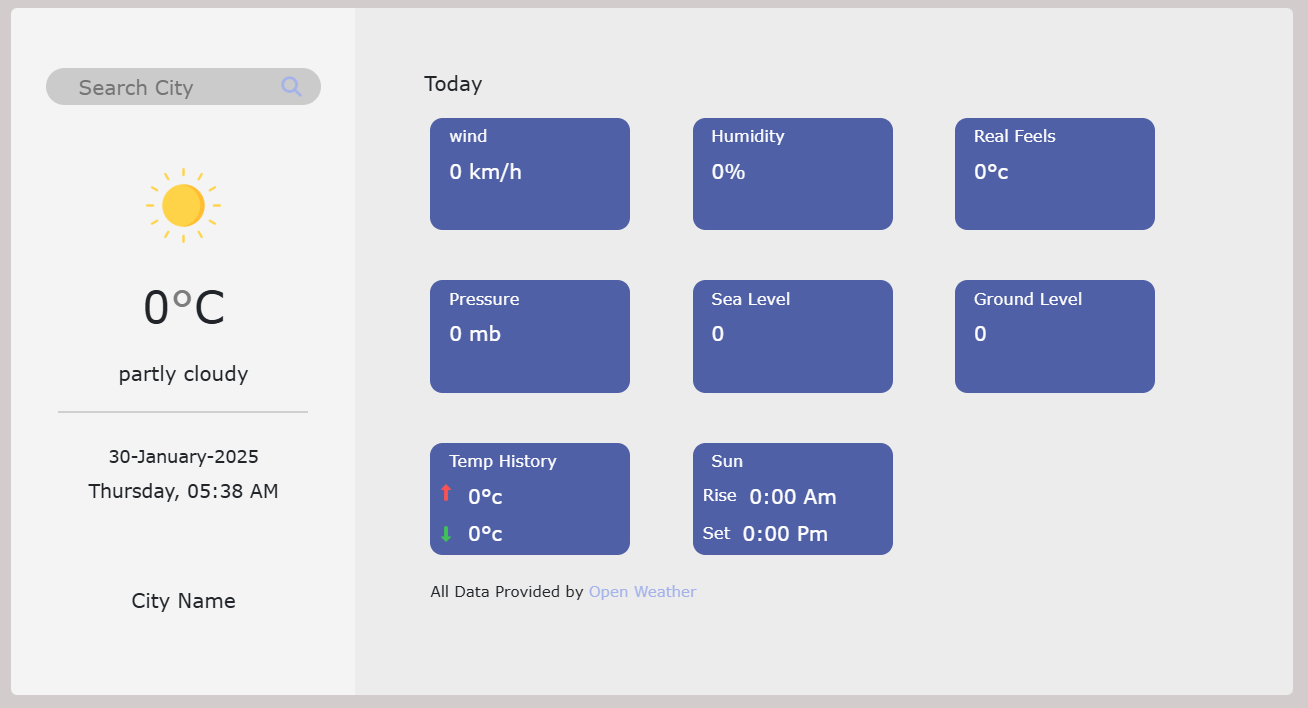 Search City
0°C
partly cloudy
30-January-2025
Thursday, 05:38 AM
City Name
Today
wind
0 km/h
Humidity
0%
Real Feels
0°c
Pressure
0 mb
Sea Level
0
Ground Level
0
Temp History
0°c
0°c
Sun
Rise 0:00 Am
Set 0:00 Pm
All Data Provided by Open Weather